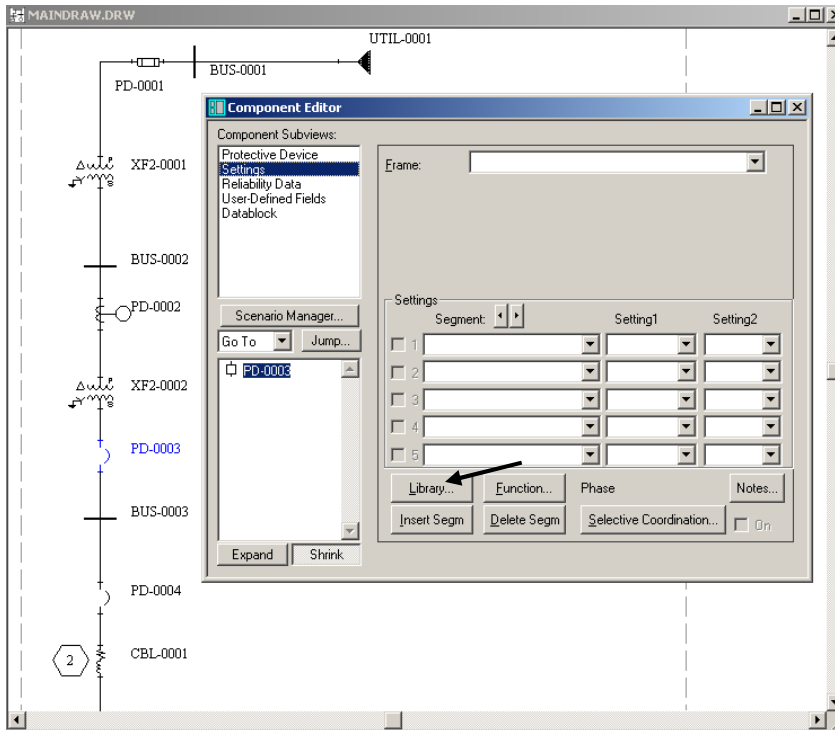 MAINDRAW.DRW
UTIL-0001
BUS-0001
PD-0001
Component Editor
Component Subviews:
Protective Device
Settings
Reliability Data
User-Defined Fields
Datablock
Frame:
XF2-0001
BUS-0002
PD-0002
Scenario Manager...
Go To
Jump...
PD-0003
Settings
Segment:
Setting1
Setting2
1
2
3
4
5
XF2-0002
PD-0003
Library...
Function...
Phase
Notes...
Insert Segm
Delete Segm
Selective Coordination...
On
BUS-0003
Expand
Shrink
PD-0004
2
CBL-0001